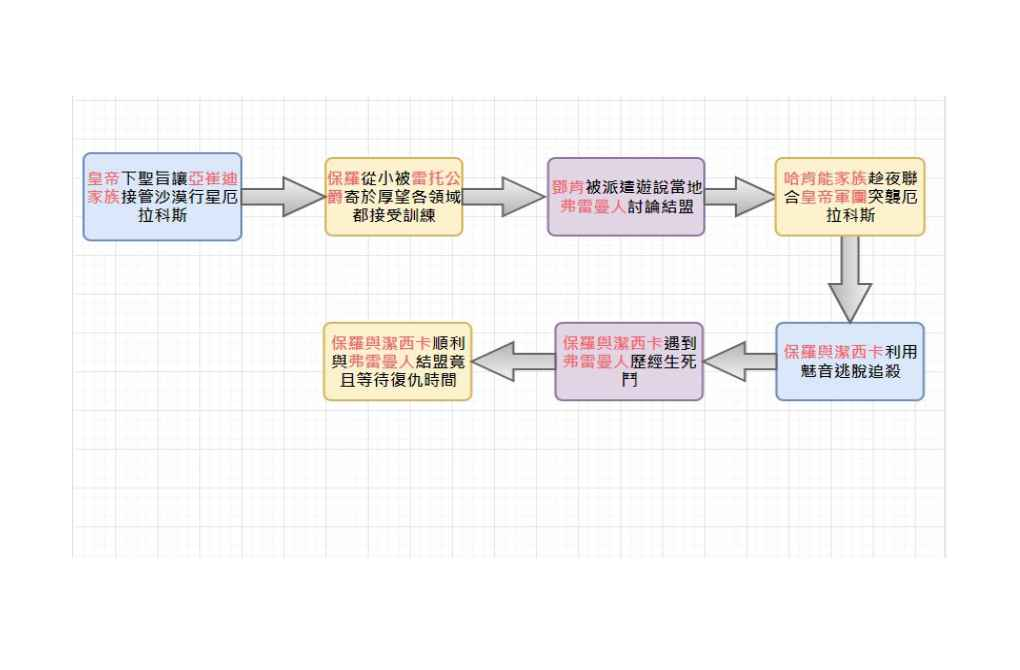 皇帝下聖旨讓亞崔迪
家族接管沙漠行星厄
拉科斯
保羅從小被雷托公
爵寄於厚望各領域
都接受訓練
鄧肯被派遣遊說當地
弗雷曼人討論結盟
哈肯能家族趁夜聯
合皇帝軍團突襲厄
拉科斯
保羅與潔西卡利用
魅音逃脫追殺
保羅與潔西卡遇到
弗雷曼人歷經生死
鬥
保羅與潔西卡順利
與弗雷曼人結盟竟
且等待復仇時間